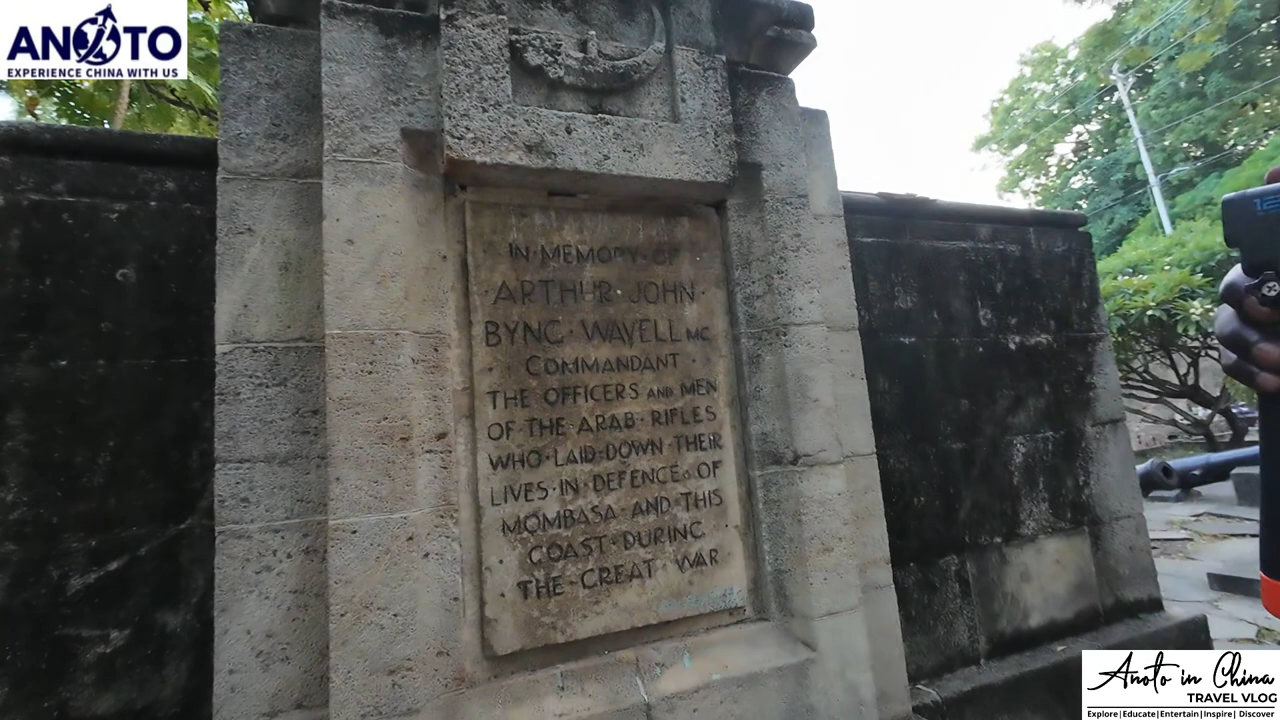 ANOTO
EXPERIENCE CHINA WITH US
IN·MEMORY·OF
·ARTHUR·JOHN·
BYNG·WAVELL MC
COMMANDANT·
THE OFFICERS AND MEN
OF THE·ARAB·RIFLES
WHO·LAID·DOWN·THEIR
LIVES·IN·DEFENCE·OF
MOMBASA·AND·THIS
COAST·DURING
·THE·GREAT·WAR
Anoto in China
TRAVEL VLOG
Explore|Educate|Entertain|Inspire| Discover